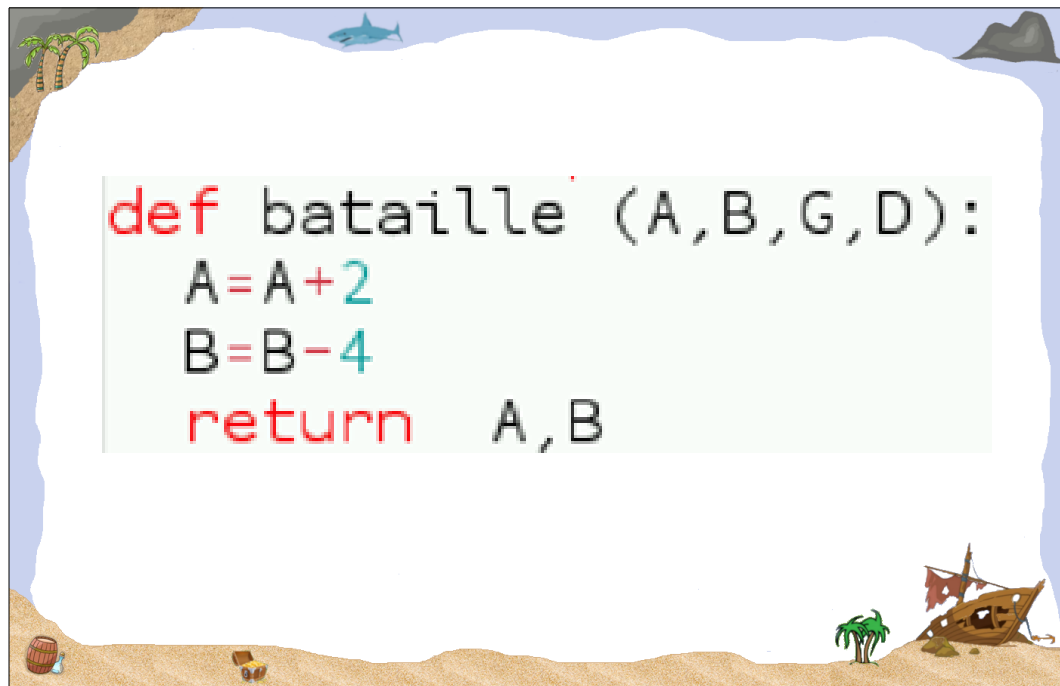 def bataille (A,B,G,D):
A=A+2
B=B-4
return A,B